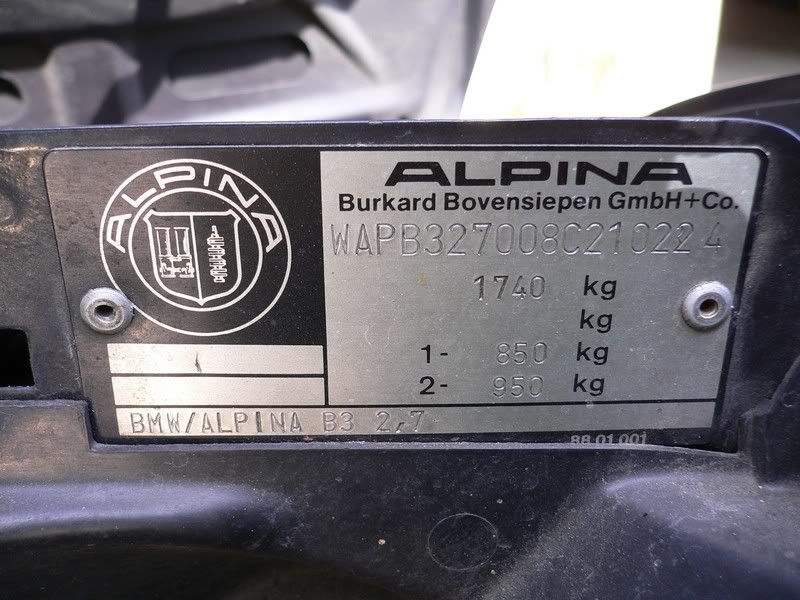 ALPINA
ALPINA
Burkard Bovensiepen GmbH+Co.
WAPB327008C210224
1740 kg
kg
1- 850 kg
2- 950 kg
BMW/ALPINA B3 2,7
88.01.001